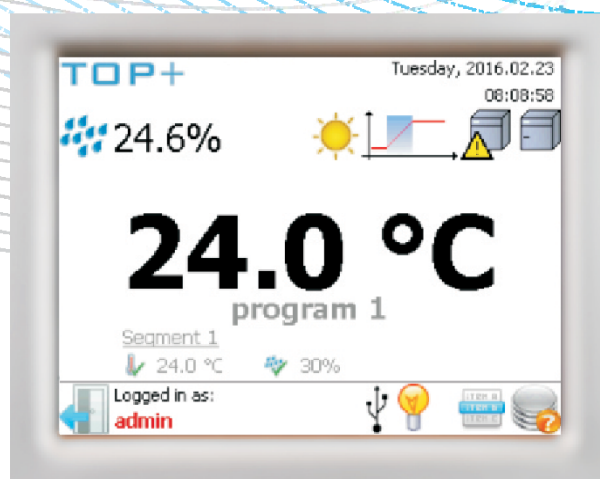 TOP+
Tuesday, 2016.02.23
08:08:58
24.6%
24.0 °C
program 1
Segment 1
24.0 °C 30%
Logged in as:
admin